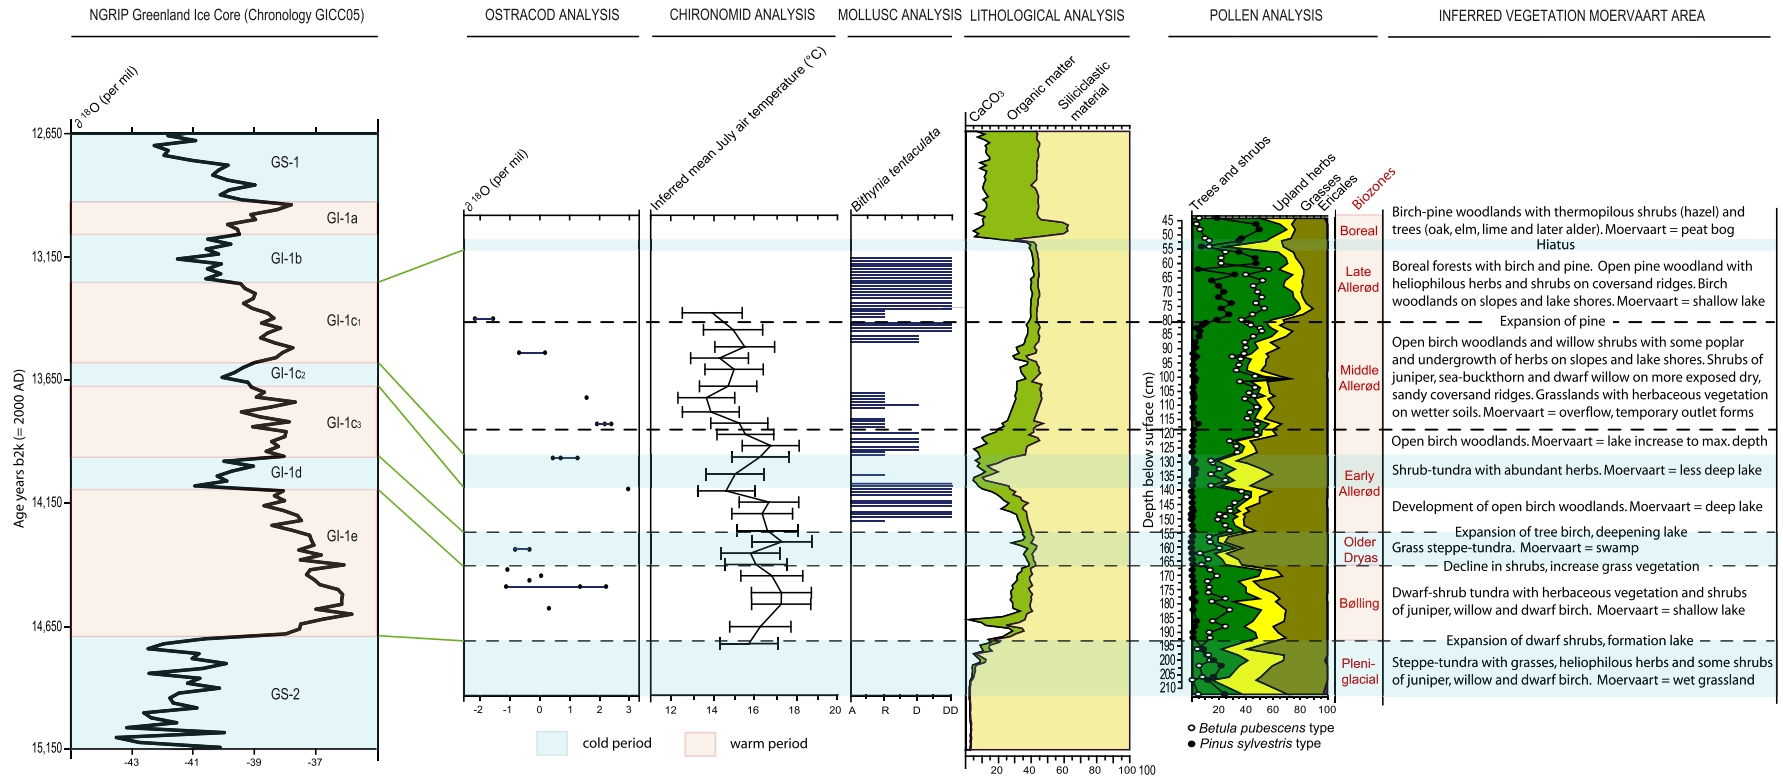 NGRIP Greenland Ice Core (Chronology GICC05)
OSTRACOD ANALYSIS
CHIRONOMID ANALYSIS
MOLLUSC ANALYSIS
LITHOLOGICAL ANALYSIS
POLLEN ANALYSIS
INFERRED VEGETATION MOERVAART AREA
∂ 18O (per mil)
12,650
13,150
13,650
14,150
14,650
15,150
Age years b2k (= 2000 AD)
GS-1
GI-1a
GI-1b
GI-1c1
GI-1c2
GI-1c3
GI-1d
GI-1e
GS-2
-43 -41 -39 -37
∂ 18O (per mil)
-2 -1 0 1 2 3
Inferred mean July air temperature (°C)
12 14 16 18 20
Bithynia tentaculata
A R D DD
cold period
warm period
CaCO3
Organic matter
Siliciclastic
material
20 40 60 80 100
Depth below surface (cm)
Trees and shrubs
Upland herbs
Grasses
Ericales
Biozones
45
50
55
60
65
70
75
80
85
90
95
100
105
110
115
120
125
130
135
140
145
150
155
160
165
170
175
180
185
190
195
200
205
210
100 20 40 60 80 100
Betula pubescens type
Pinus sylvestris type
Boreal
Late
Allerød
Middle
Allerød
Early
Allerød
Older
Dryas
Bølling
Pleni-
glacial
Birch-pine woodlands with thermopilous shrubs (hazel) and
trees (oak, elm, lime and later alder). Moervaart = peat bog
Hiatus
Boreal forests with birch and pine. Open pine woodland with
heliophilous herbs and shrubs on coversand ridges. Birch
woodlands on slopes and lake shores. Moervaart = shallow lake
Expansion of pine
Open birch woodlands and willow shrubs with some poplar
and undergrowth of herbs on slopes and lake shores. Shrubs of
juniper, sea-buckthorn and dwarf willow on more exposed dry,
sandy coversand ridges. Grasslands with herbaceous vegetation
on wetter soils. Moervaart = overflow, temporary outlet forms
Open birch woodlands. Moervaart = lake increase to max. depth
Shrub-tundra with abundant herbs. Moervaart = less deep lake
Development of open birch woodlands. Moervaart = deep lake
Expansion of tree birch, deepening lake
Grass steppe-tundra. Moervaart = swamp
Decline in shrubs, increase grass vegetation
Dwarf-shrub tundra with herbaceous vegetation and shrubs
of juniper, willow and dwarf birch. Moervaart = shallow lake
Expansion of dwarf shrubs, formation lake
Steppe-tundra with grasses, heliophilous herbs and some shrubs
of juniper, willow and dwarf birch. Moervaart = wet grassland